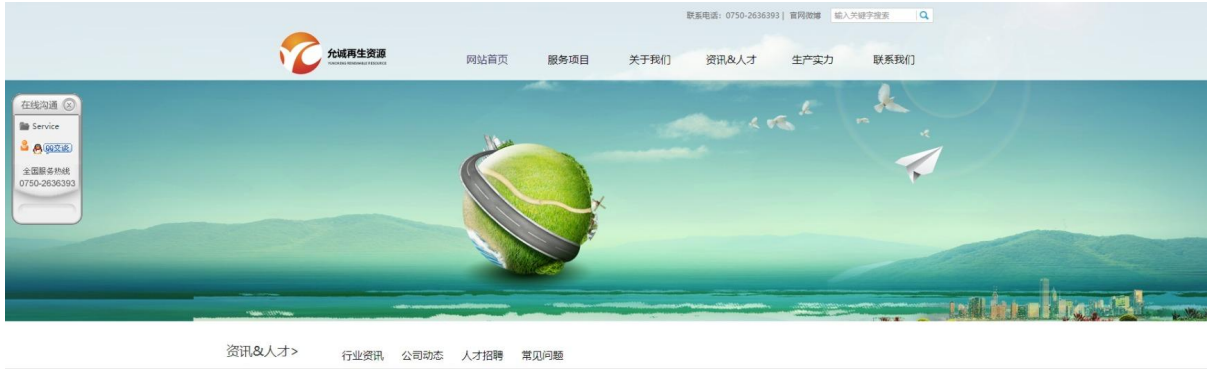 联系电话：0750-2636393 | 官网微博 输入关键字搜索
允诚再生资源
网站首页 服务项目 关于我们 资讯&人才 生产实力 联系我们
在线沟通
Service
QQ交谈
全国服务热线
0750-2636393
资讯&人才> 行业资讯 公司动态 人才招聘 常见问题